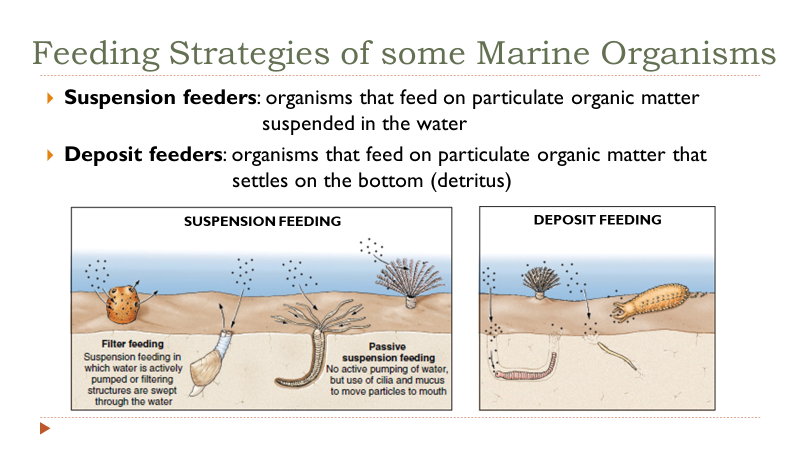 Feeding Strategies of some Marine Organisms
Suspension feeders: organisms that feed on particulate organic matter
suspended in the water
Deposit feeders: organisms that feed on particulate organic matter that
settles on the bottom (detritus)
SUSPENSION FEEDING
Filter feeding
Suspension feeding in
which water is actively
pumped or filtering
structures are swept
through the water
Passive
suspension feeding
No active pumping of water,
but use of cilia and mucus
to move particles to mouth
DEPOSIT FEEDING